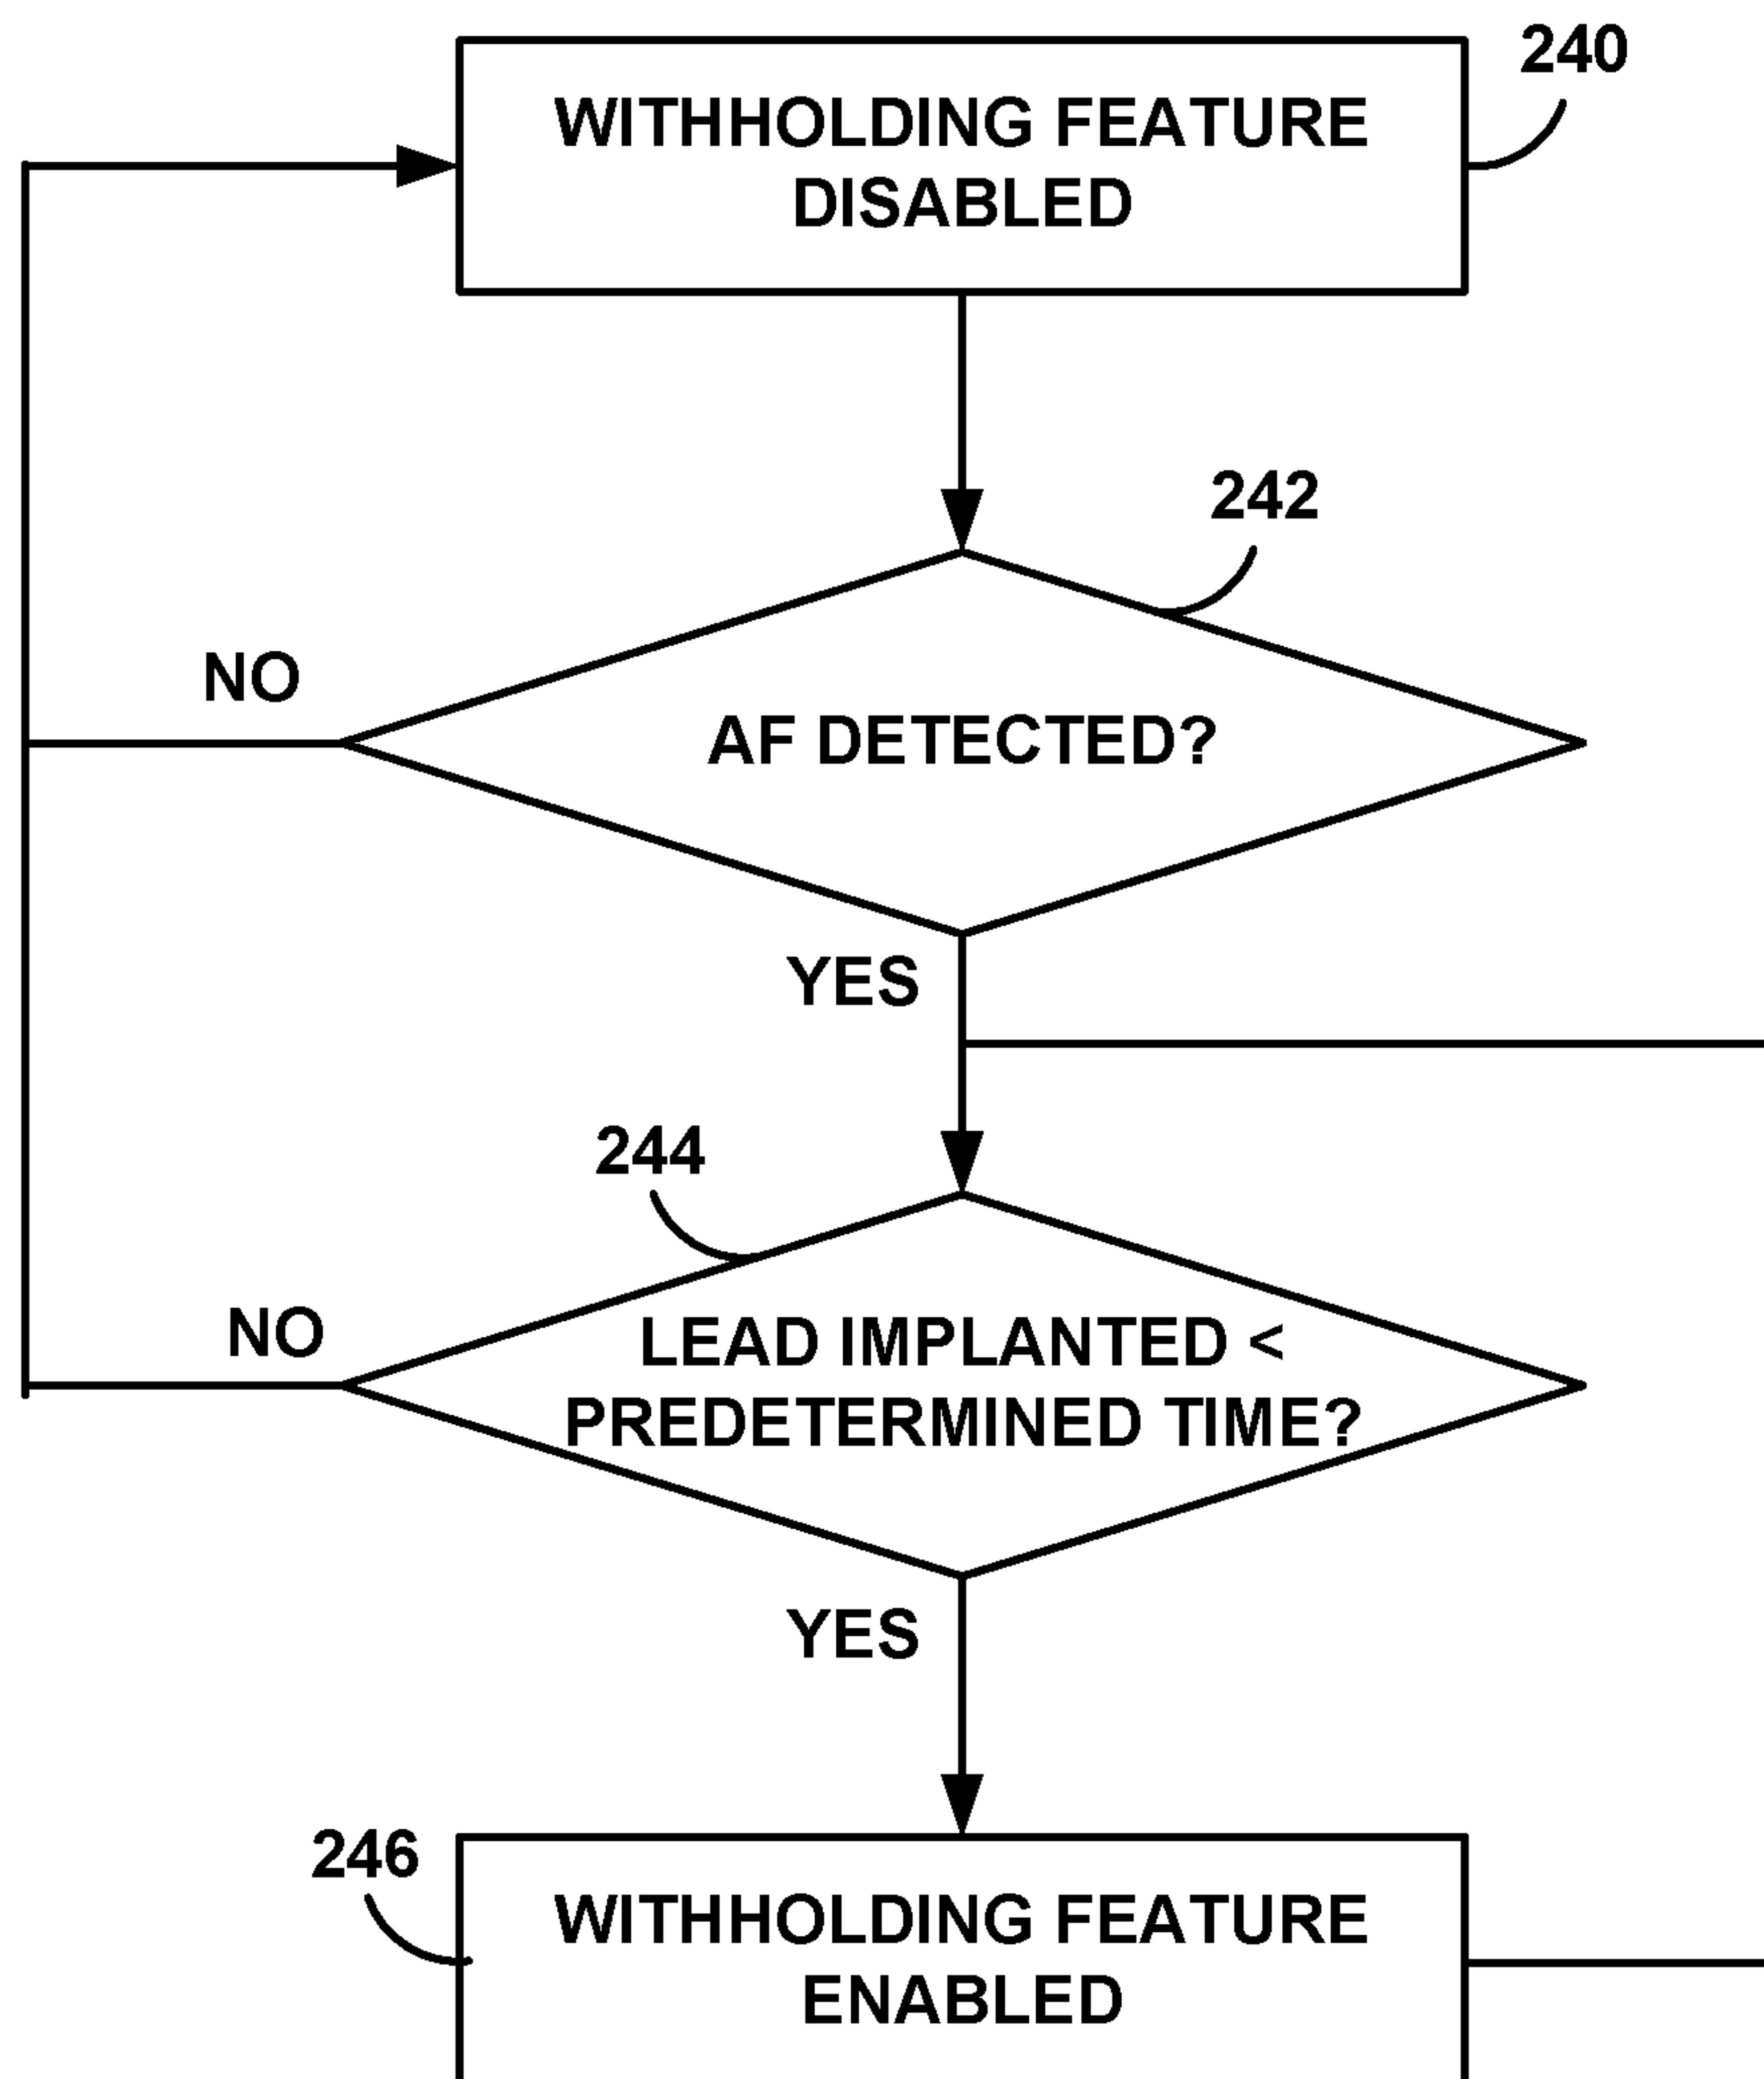 240
WITHHOLDING FEATURE
DISABLED
242
NO
AF DETECTED?
YES
244
NO
LEAD IMPLANTED <
PREDETERMINED TIME?
YES
246
WITHHOLDING FEATURE
ENABLED